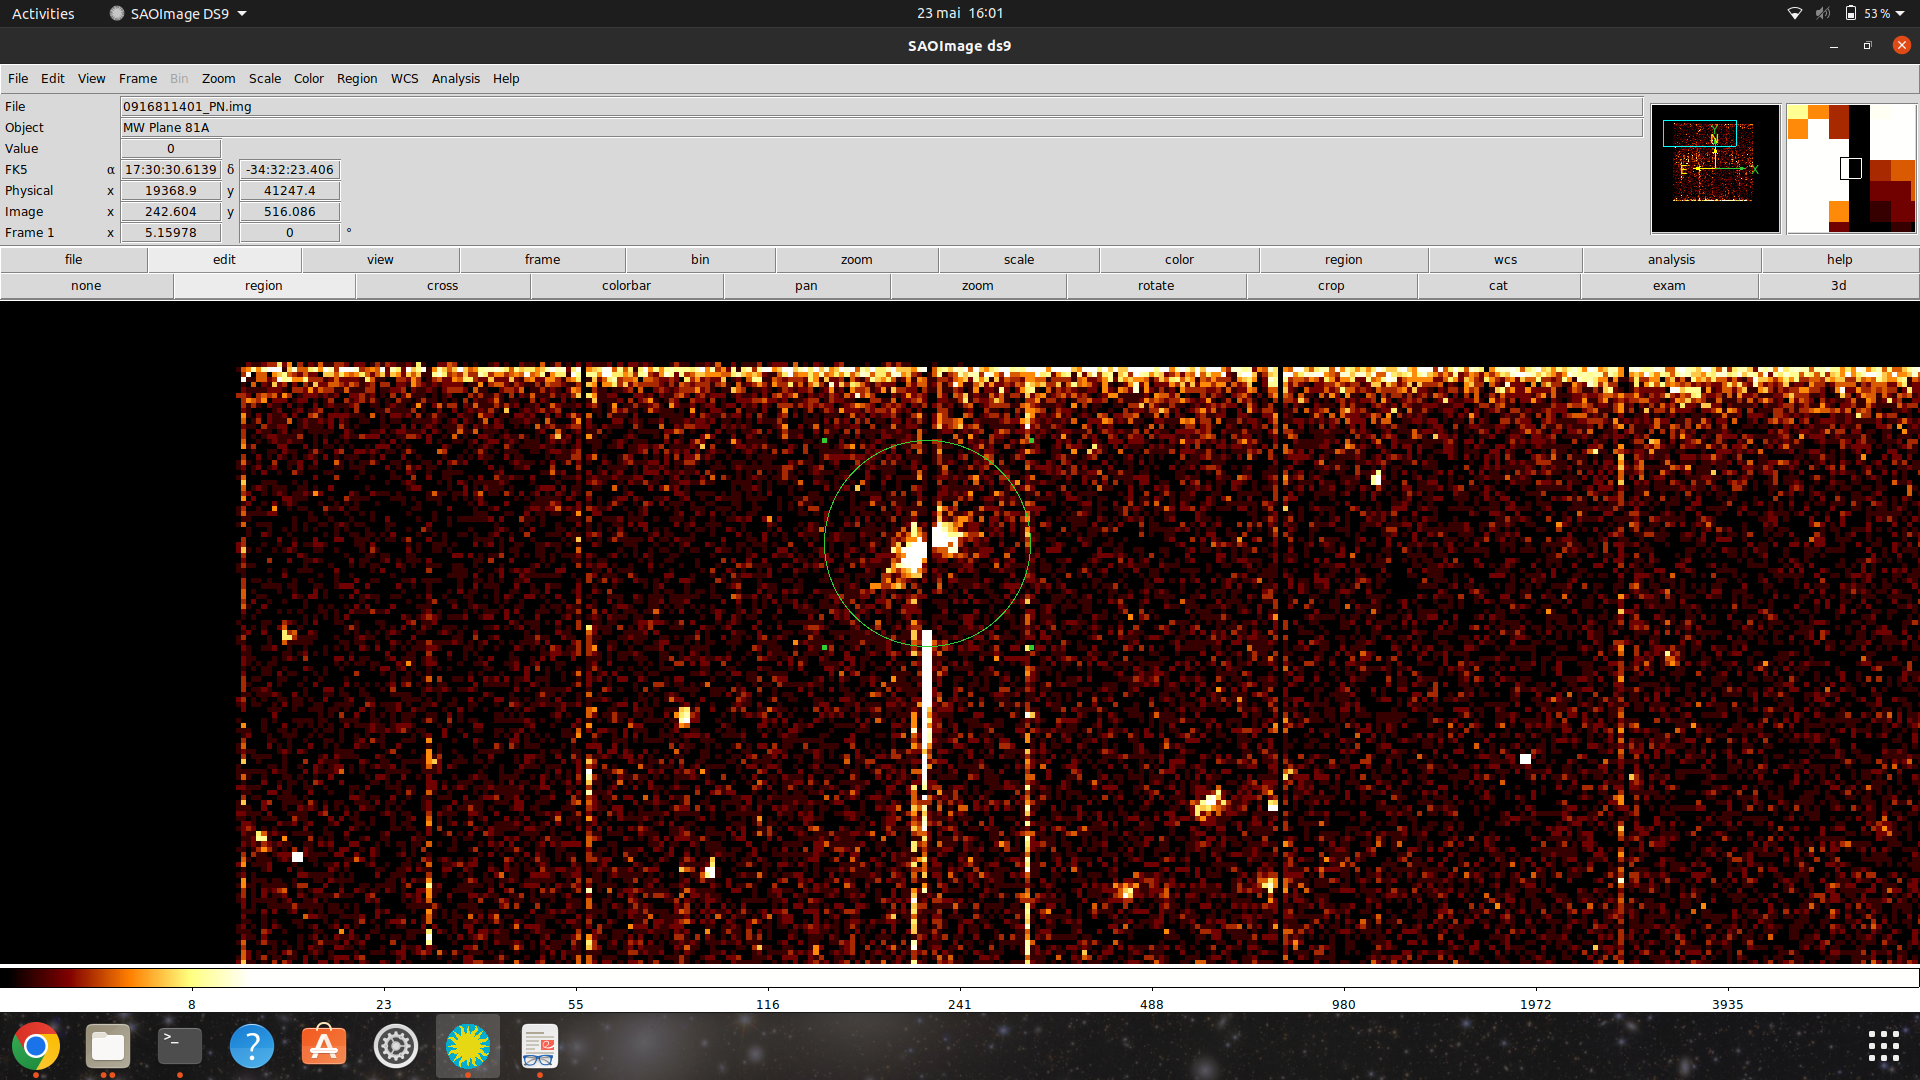 Activities SAOImage DS9 23 mai 16:01 53 %
SAOImage ds9
File Edit View Frame Bin Zoom Scale Color Region WCS Analysis Help
File 0916811401_PN.img
Object MW Plane 81A
Value 0
FK5 α 17:30:30.6139 δ -34:32:23.406
Physical x 19368.9 y 41247.4
Image x 242.604 y 516.086
Frame 1 x 5.15978 0 °
Y
N
E X
file edit view frame bin zoom scale color region wcs analysis help
none region cross colorbar pan zoom rotate crop cat exam 3d
8 23 55 116 241 488 980 1972 3935
>_ ? A